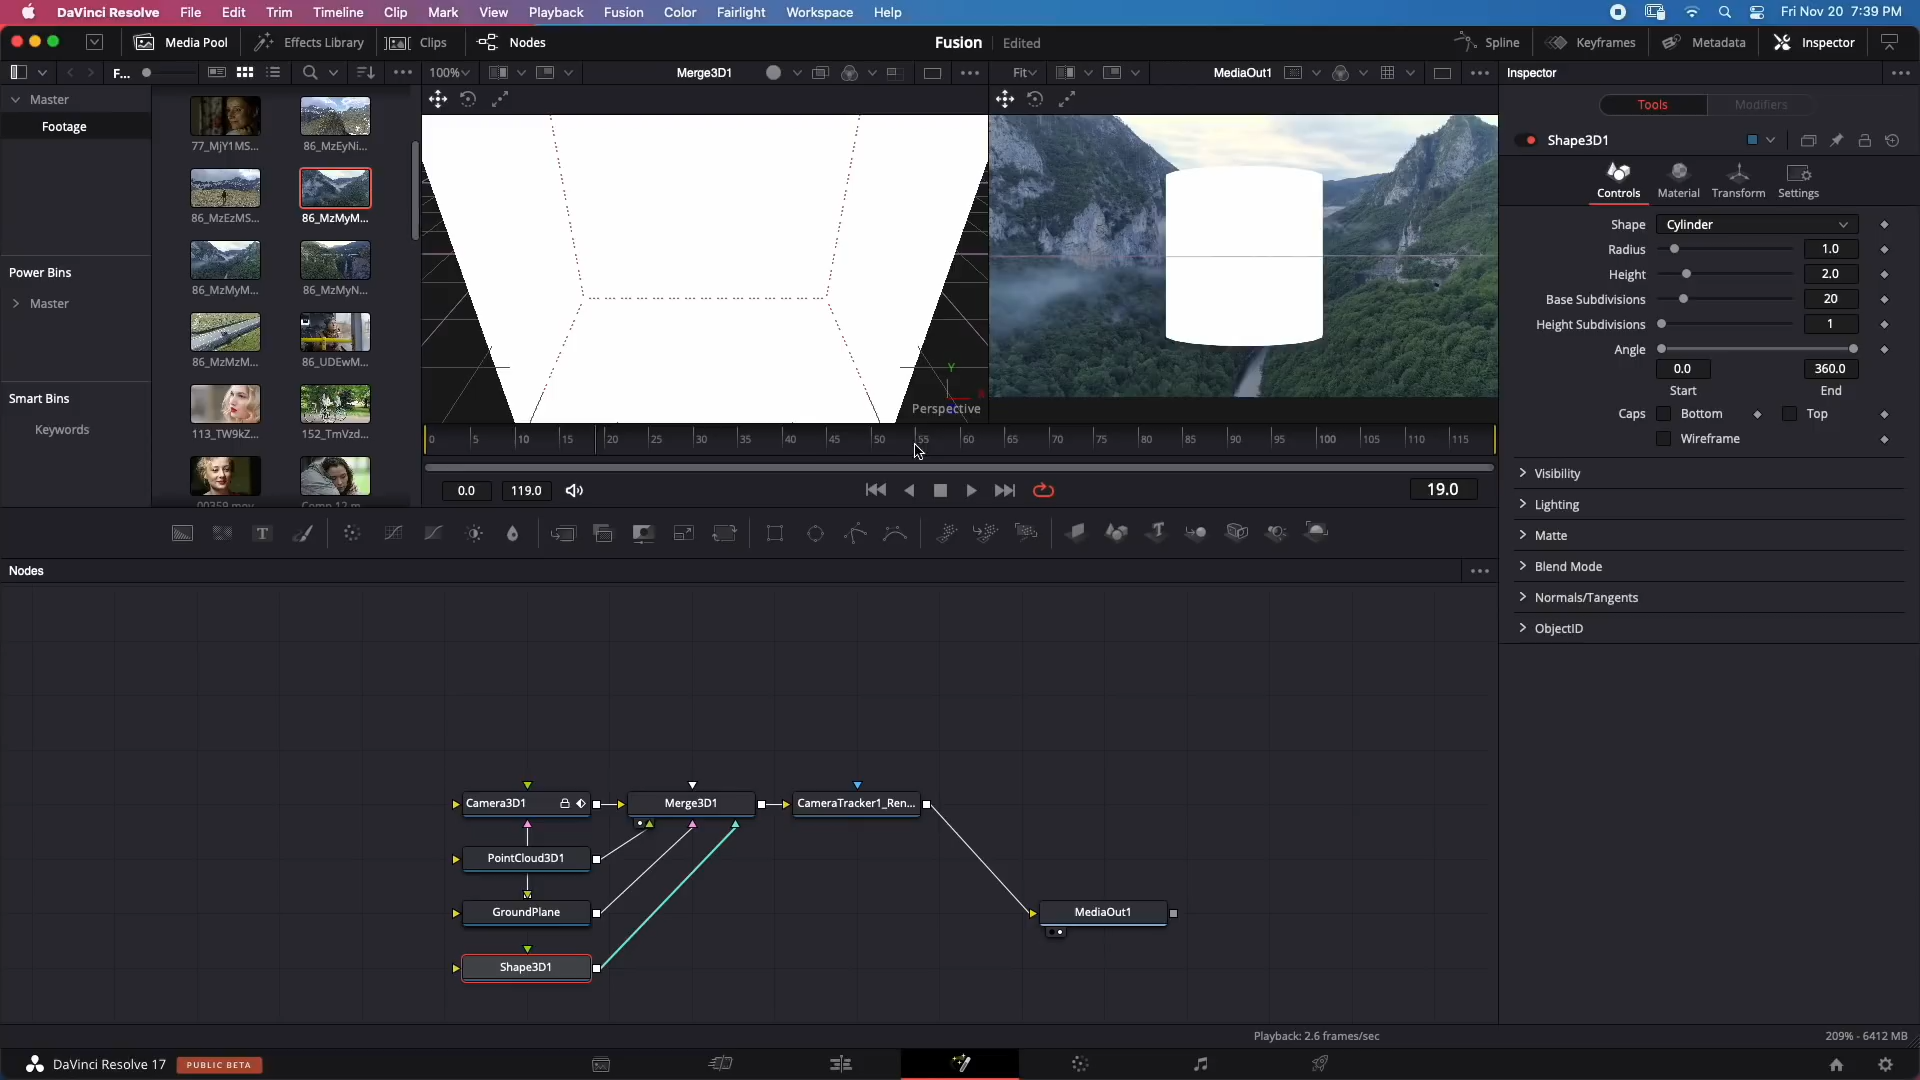 DaVinci Resolve File Edit Trim Timeline Clip Mark View Playback Fusion Color Fairlight Workspace Help Fri Nov 20 7:39 PM
Media Pool Effects Library Clips Nodes Fusion Edited Spline Keyframes Metadata Inspector
F... 100% Merge3D1 Fit MediaOut1 Inspector
Master
Footage
Power Bins
Master
Smart Bins
Keywords
77_MjY1MS... 86_MzEyNi...
86_MzEzMS... 86_MzMyM...
86_MzMyM... 86_MzMyN...
86_MzMzM... 86_UDEwM...
113_TW9kZ... 152_TmVzd...
Y
Perspective
0 5 10 15 20 25 30 35 40 45 50 55 60 65 70 75 80 85 90 95 100 105 110 115
0.0 119.0 19.0
Tools Modifiers
Shape3D1
Controls Material Transform Settings
Shape Cylinder
Radius 1.0
Height 2.0
Base Subdivisions 20
Height Subdivisions 1
Angle
0.0 360.0
Start End
Caps Bottom Top
Wireframe
Visibility
Lighting
Matte
Blend Mode
Normals/Tangents
ObjectID
Nodes
Camera3D1 Merge3D1 CameraTracker1_Ren...
PointCloud3D1
GroundPlane MediaOut1
Shape3D1
Playback: 2.6 frames/sec 209% - 6412 MB
DaVinci Resolve 17 PUBLIC BETA